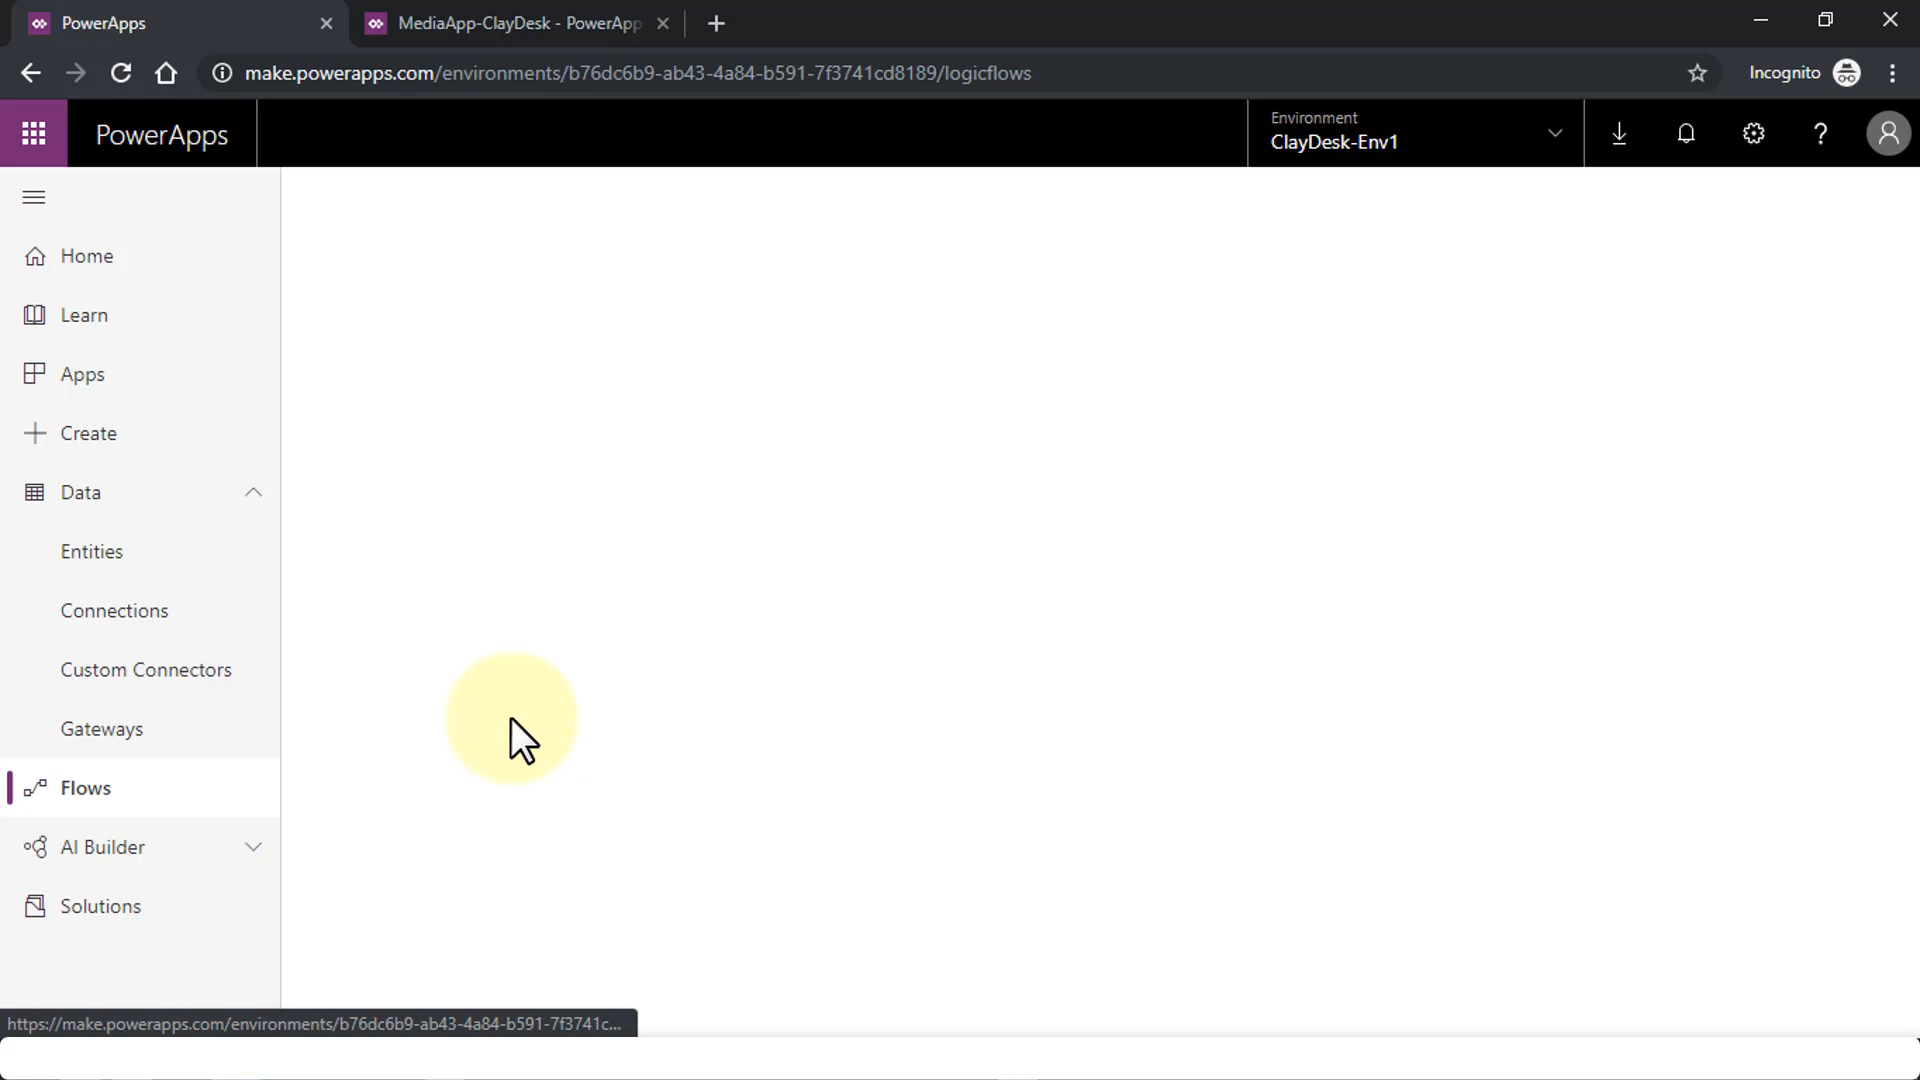 PowerApps
MediaApp-ClayDesk - PowerApp
make.powerapps.com/environments/b76dc6b9-ab43-4a84-b591-7f3741cd8189/logicflows
Incognito
PowerApps
Environment
ClayDesk-Env1
Home
Learn
Apps
Create
Data
Entities
Connections
Custom Connectors
Gateways
Flows
AI Builder
Solutions
https://make.powerapps.com/environments/b76dc6b9-ab43-4a84-b591-7f3741c...